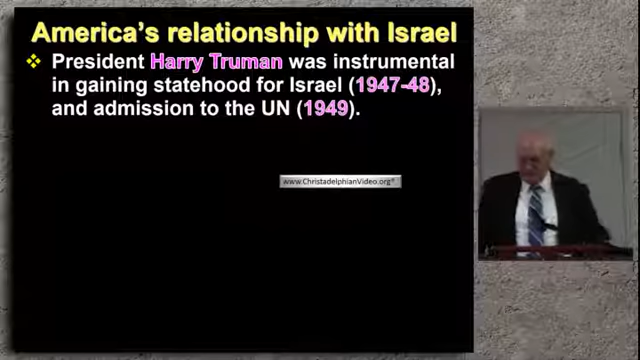 America's relationship with Israel
❖ President Harry Truman was instrumental
in gaining statehood for Israel (1947-48),
and admission to the UN (1949).
www.ChristadelphianVideo.org®